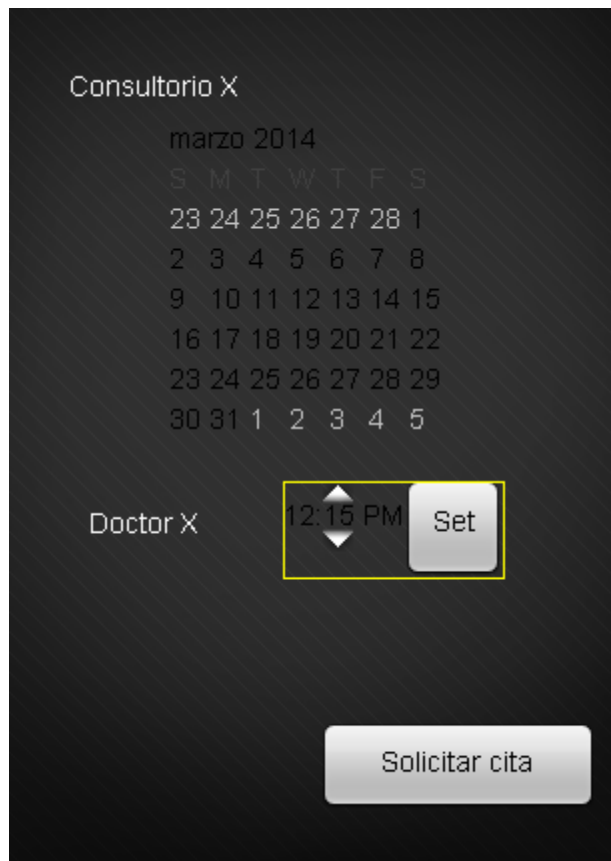 Consultorio X
marzo 2014
S M T W T F S
23 24 25 26 27 28 1
2 3 4 5 6 7 8
9 10 11 12 13 14 15
16 17 18 19 20 21 22
23 24 25 26 27 28 29
30 31 1 2 3 4 5
Doctor X 12:15 PM Set
Solicitar cita